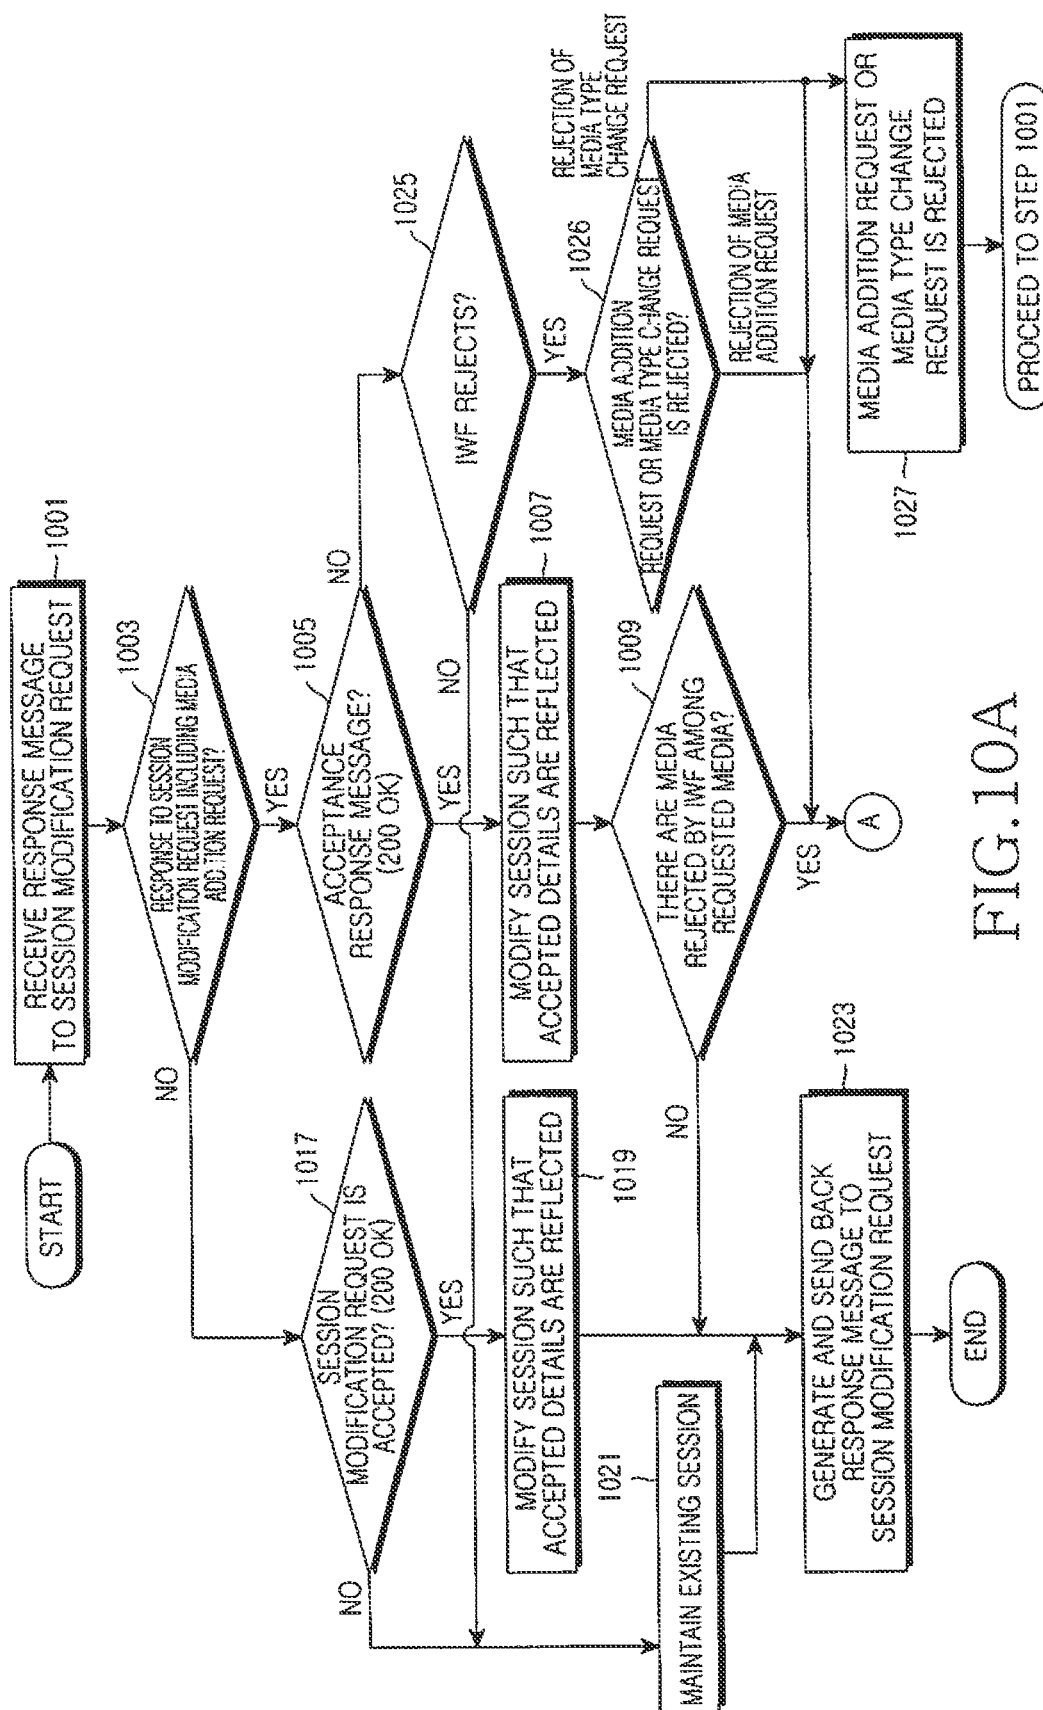 START
RECEIVE RESPONSE MESSAGE
TO SESSION MODIFICATION REQUEST
1001
RESPONSE TO SESSION
MODIFICATION REQUEST INCLUDING MEDIA
ADDITION REQUEST?
1003
NO
YES
SESSION
MODIFICATION REQUEST IS
ACCEPTED? (200 OK)
1017
NO
YES
ACCEPTANCE
RESPONSE MESSAGE?
(200 OK)
1005
NO
YES
IWF REJECTS?
1025
NO
YES
MODIFY SESSION SUCH THAT
ACCEPTED DETAILS ARE REFLECTED
1019
MODIFY SESSION SUCH THAT
ACCEPTED DETAILS ARE REFLECTED
1007
MEDIA ADDITION
REQUEST OR MEDIA TYPE CHANGE REQUEST
IS REJECTED?
1026
REJECTION OF
MEDIA TYPE
CHANGE REQUEST
REJECTION OF MEDIA
ADDITION REQUEST
MAINTAIN EXISTING SESSION
1021
THERE ARE MEDIA
REJECTED BY IWF AMONG
REQUESTED MEDIA?
1009
NO
YES
GENERATE AND SEND BACK
RESPONSE MESSAGE TO
SESSION MODIFICATION REQUEST
1023
A
MEDIA ADDITION REQUEST OR
MEDIA TYPE CHANGE
REQUEST IS REJECTED
1027
END
PROCEED TO STEP 1001
FIG.10A